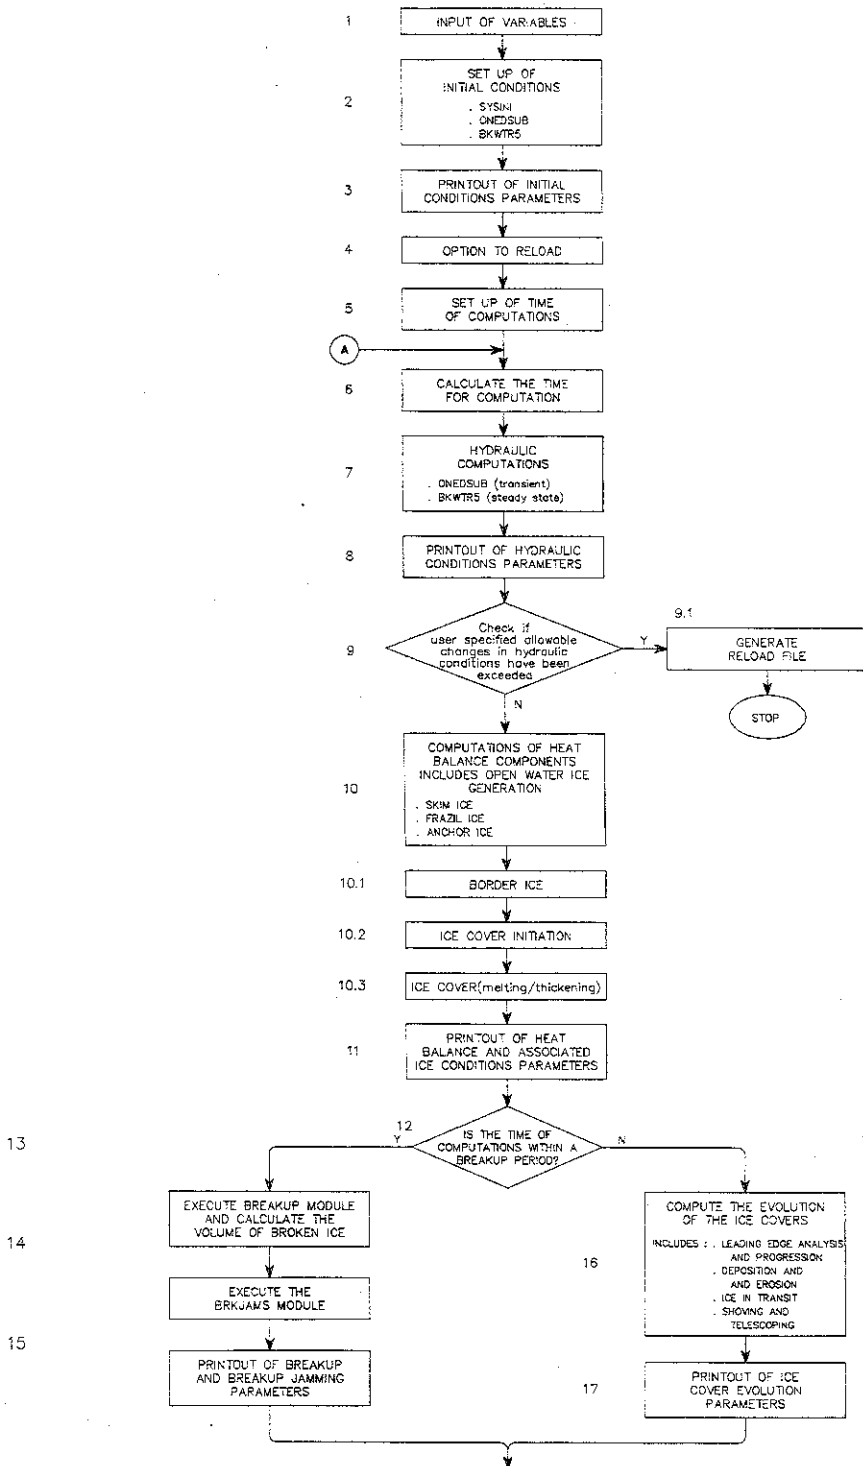 1
INPUT OF VARIABLES
2
SET UP OF
INITIAL CONDITIONS
. SYSINI
. ONEDSUB
. BKWTR5
3
PRINTOUT OF INITIAL
CONDITIONS PARAMETERS
4
OPTION TO RELOAD
5
SET UP OF TIME
OF COMPUTATIONS
A
6
CALCULATE THE TIME
FOR COMPUTATION
7
HYDRAULIC
COMPUTATIONS
. ONEDSUB (transient)
. BKWTR5 (steady state)
8
PRINTOUT OF HYDRAULIC
CONDITIONS PARAMETERS
9
Check if
user specified allowable
changes in hydraulic
conditions have been
exceeded
Y
9.1
GENERATE
RELOAD FILE
STOP
N
10
COMPUTATIONS OF HEAT
BALANCE COMPONENTS
INCLUDES OPEN WATER ICE
GENERATION
. SKIM ICE
. FRAZIL ICE
. ANCHOR ICE
10.1
BORDER ICE
10.2
ICE COVER INITIATION
10.3
ICE COVER(melting/thickening)
11
PRINTOUT OF HEAT
BALANCE AND ASSOCIATED
ICE CONDITIONS PARAMETERS
12
IS THE TIME OF
COMPUTATIONS WITHIN A
BREAKUP PERIOD?
Y
N
13
EXECUTE BREAKUP MODULE
AND CALCULATE THE
VOLUME OF BROKEN ICE
14
EXECUTE THE
BRKJAMS MODULE
15
PRINTOUT OF BREAKUP
AND BREAKUP JAMMING
PARAMETERS
16
COMPUTE THE EVOLUTION
OF THE ICE COVERS
INCLUDES : . LEADING EDGE ANALYSIS
AND PROGRESSION
. DEPOSITION AND
AND EROSION
. ICE IN TRANSIT
. SHOVING AND
TELESCOPING
17
PRINTOUT OF ICE
COVER EVOLUTION
PARAMETERS